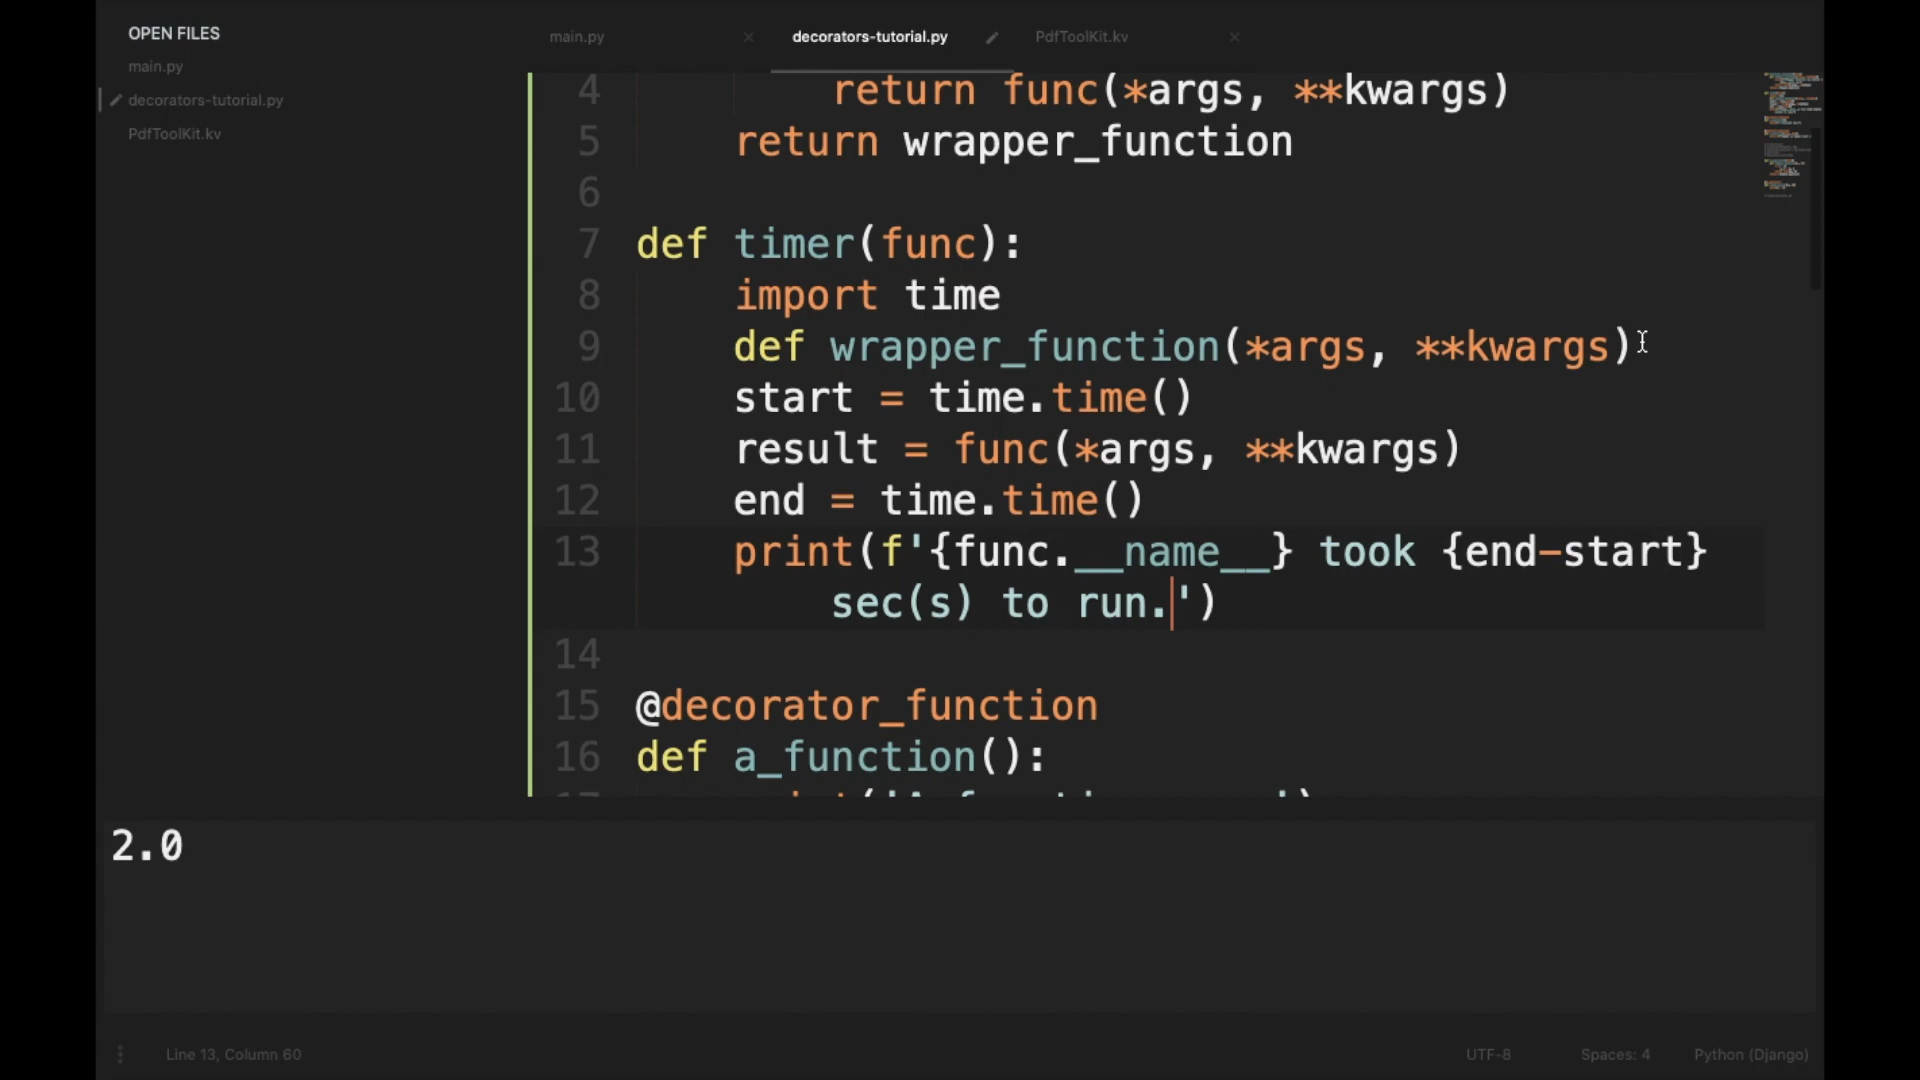 OPEN FILES
main.py
decorators-tutorial.py
PdfToolKit.kv
main.py
decorators-tutorial.py
PdfToolKit.kv
4 return func(*args, **kwargs)
5 return wrapper_function
6
7 def timer(func):
8 import time
9 def wrapper_function(*args, **kwargs)
10 start = time.time()
11 result = func(*args, **kwargs)
12 end = time.time()
13 print(f'{func.__name__} took {end-start}
sec(s) to run.')
14
15 @decorator_function
16 def a_function():
2.0
Line 13, Column 60
UTF-8
Spaces: 4
Python (Django)